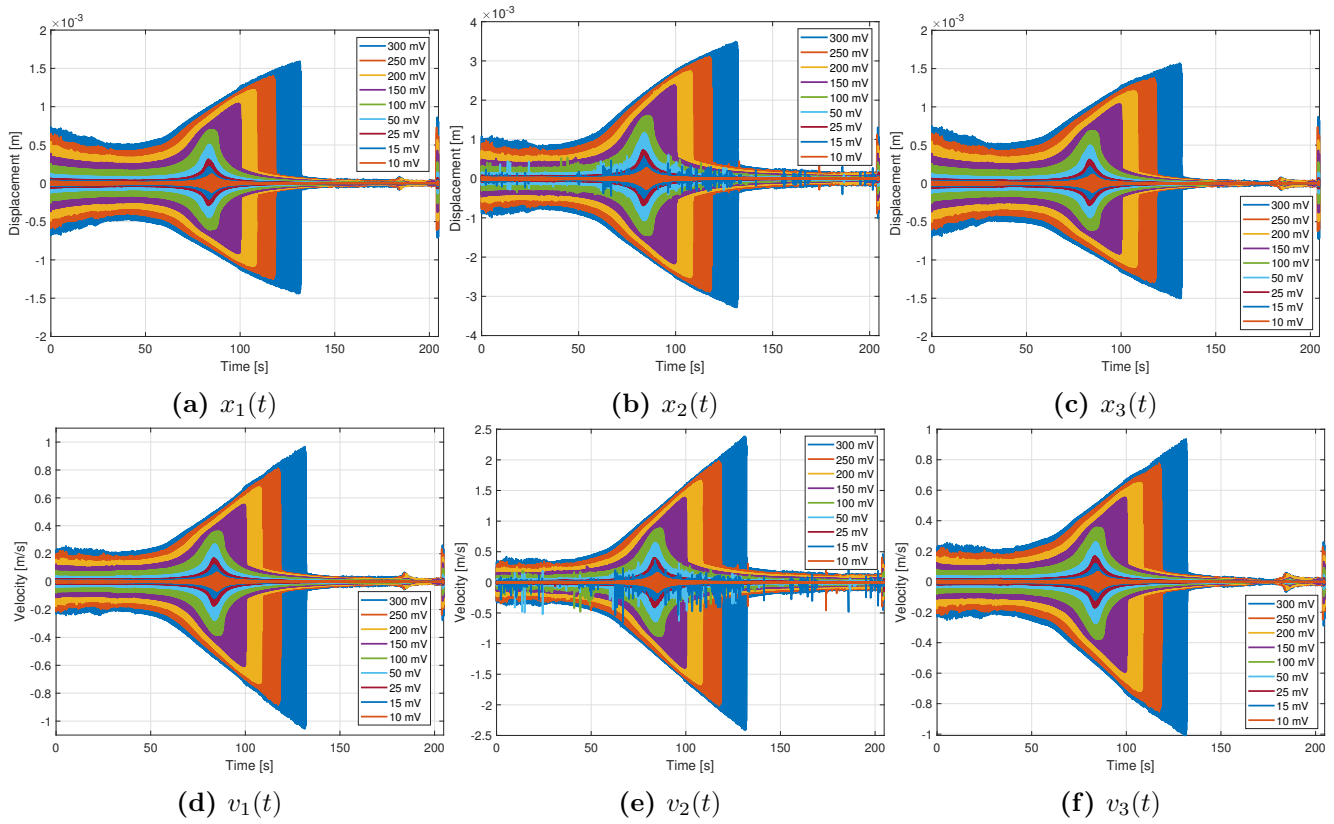 ×10⁻³
2
1.5
1
0.5
0
-0.5
-1
-1.5
-2
Displacement [m]
0 50 100 150 200
Time [s]
300 mV
250 mV
200 mV
150 mV
100 mV
50 mV
25 mV
15 mV
10 mV
(a) x₁(t)
×10⁻³
4
3
2
1
0
-1
-2
-3
-4
Displacement [m]
0 50 100 150 200
Time [s]
300 mV
250 mV
200 mV
150 mV
100 mV
50 mV
25 mV
15 mV
10 mV
(b) x₂(t)
×10⁻³
2
1.5
1
0.5
0
-0.5
-1
-1.5
-2
Displacement [m]
0 50 100 150 200
Time [s]
300 mV
250 mV
200 mV
150 mV
100 mV
50 mV
25 mV
15 mV
10 mV
(c) x₃(t)
1
0.8
0.6
0.4
0.2
0
-0.2
-0.4
-0.6
-0.8
-1
Velocity [m/s]
0 50 100 150 200
Time [s]
300 mV
250 mV
200 mV
150 mV
100 mV
50 mV
25 mV
15 mV
10 mV
(d) v₁(t)
2.5
2
1.5
1
0.5
0
-0.5
-1
-1.5
-2
-2.5
Velocity [m/s]
0 50 100 150 200
Time [s]
300 mV
250 mV
200 mV
150 mV
100 mV
50 mV
25 mV
15 mV
10 mV
(e) v₂(t)
1
0.8
0.6
0.4
0.2
0
-0.2
-0.4
-0.6
-0.8
-1
Velocity [m/s]
0 50 100 150 200
Time [s]
300 mV
250 mV
200 mV
150 mV
100 mV
50 mV
25 mV
15 mV
10 mV
(f) v₃(t)